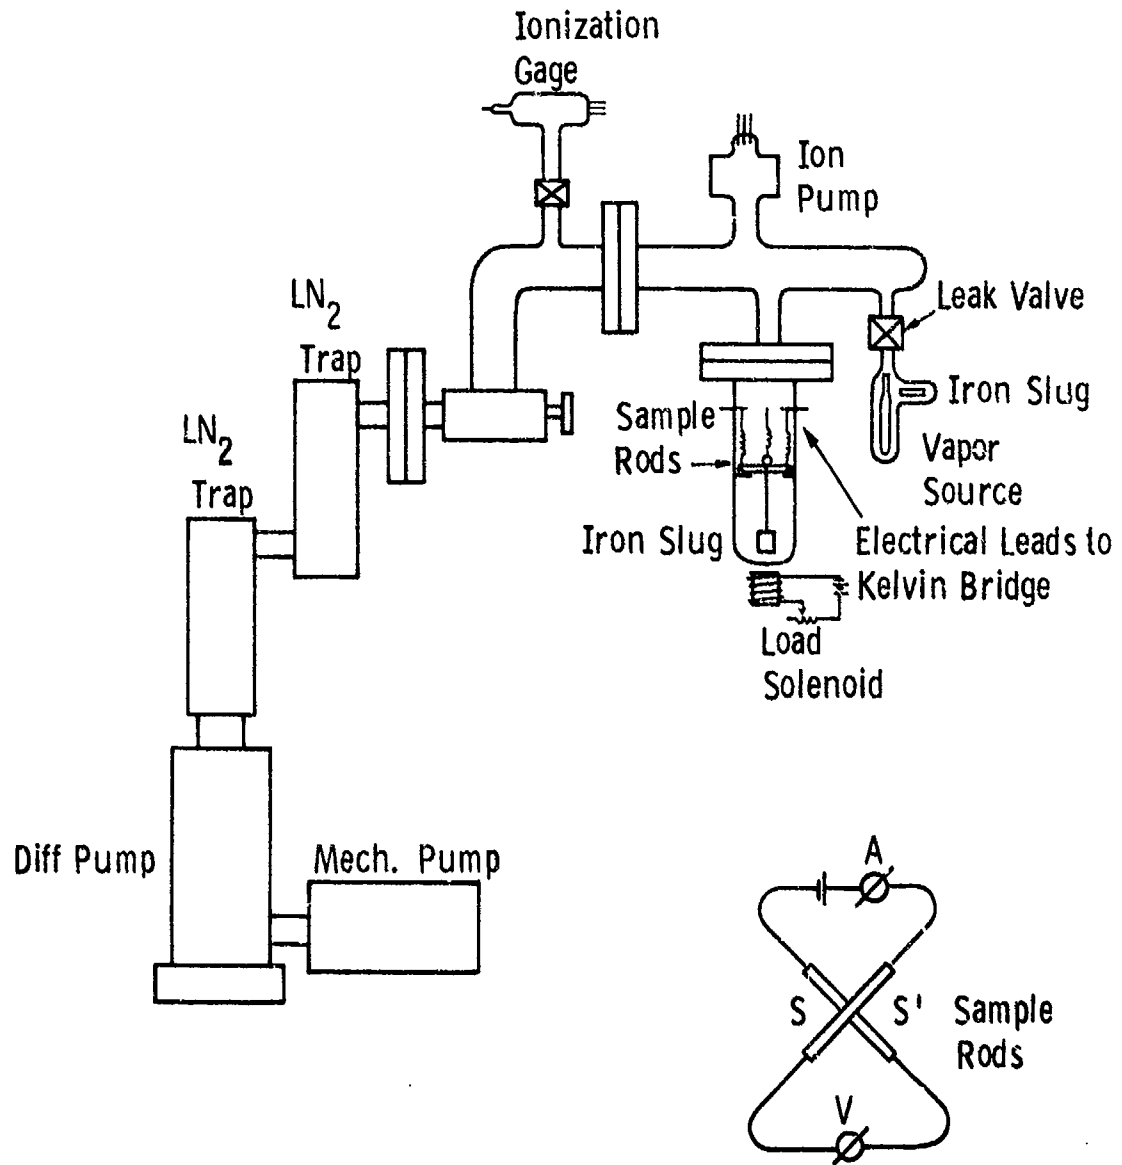 Ionization
Gage
Ion
Pump
LN2
Trap
Leak Valve
Iron Slug
Sample
Rods
LN2
Trap
Vapor
Source
Iron Slug
Electrical Leads to
Kelvin Bridge
Load
Solenoid
Diff Pump
Mech. Pump
A
S
S'
Sample
Rods
V